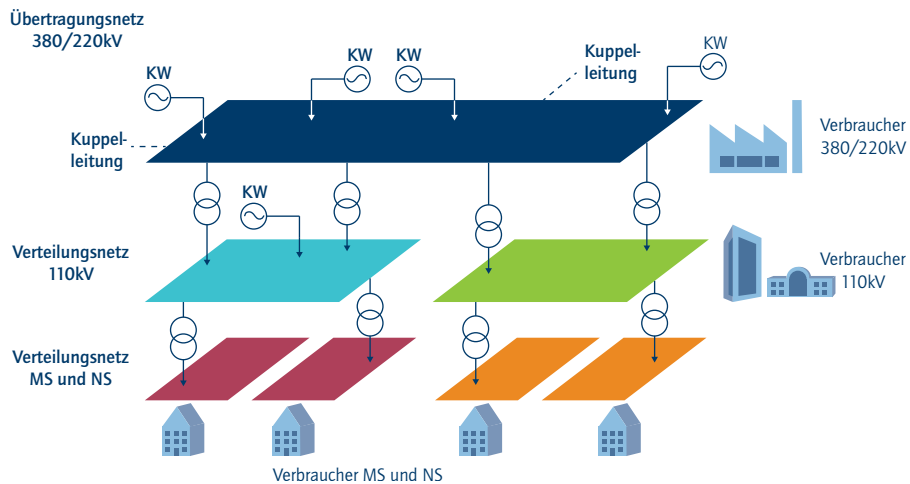 Übertragungsnetz
380/220kV
KW
KW
KW
Kuppel-
leitung
KW
Kuppel-
leitung
Verbraucher
380/220kV
KW
Verteilungsnetz
110kV
Verbraucher
110kV
Verteilungsnetz
MS und NS
Verbraucher MS und NS